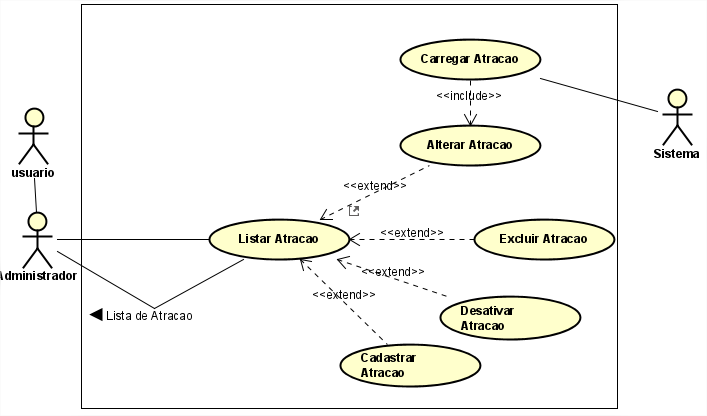 Carregar Atracao
<<include>>
Sistema
Alterar Atracao
usuario
<<extend>>
Listar Atracao
<<extend>>
Excluir Atracao
Administrador
<<extend>>
<<extend>>
Desativar
Atracao
Lista de Atracao
Cadastrar
Atracao